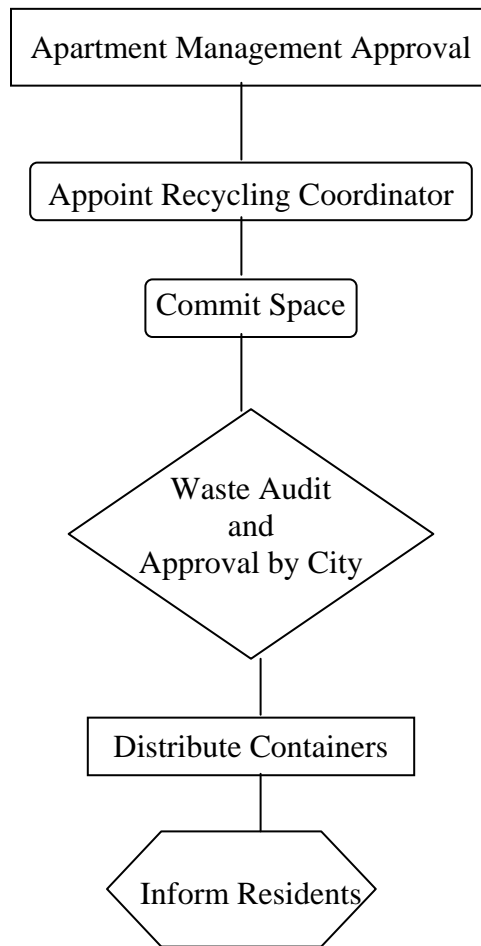 Apartment Management Approval
Appoint Recycling Coordinator
Commit Space
Waste Audit
and
Approval by City
Distribute Containers
Inform Residents